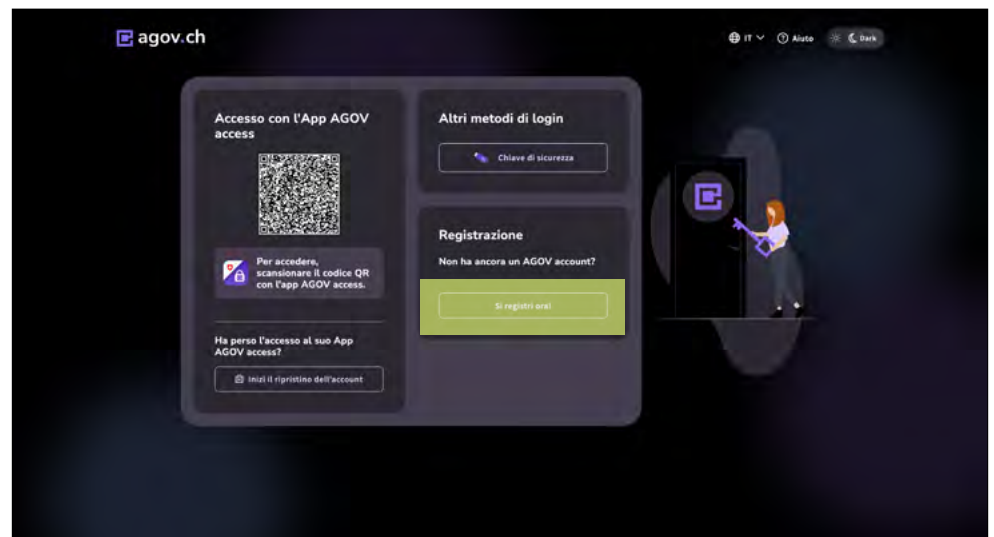 agov.ch
IT
Aiuto
Dark
Accesso con l'App AGOV
access
Per accedere,
scansionare il codice QR
con l'app AGOV access.
Ha perso l'accesso al suo App
AGOV access?
Inizi il ripristino dell'account
Altri metodi di login
Chiave di sicurezza
Registrazione
Non ha ancora un AGOV account?
Si registri ora!